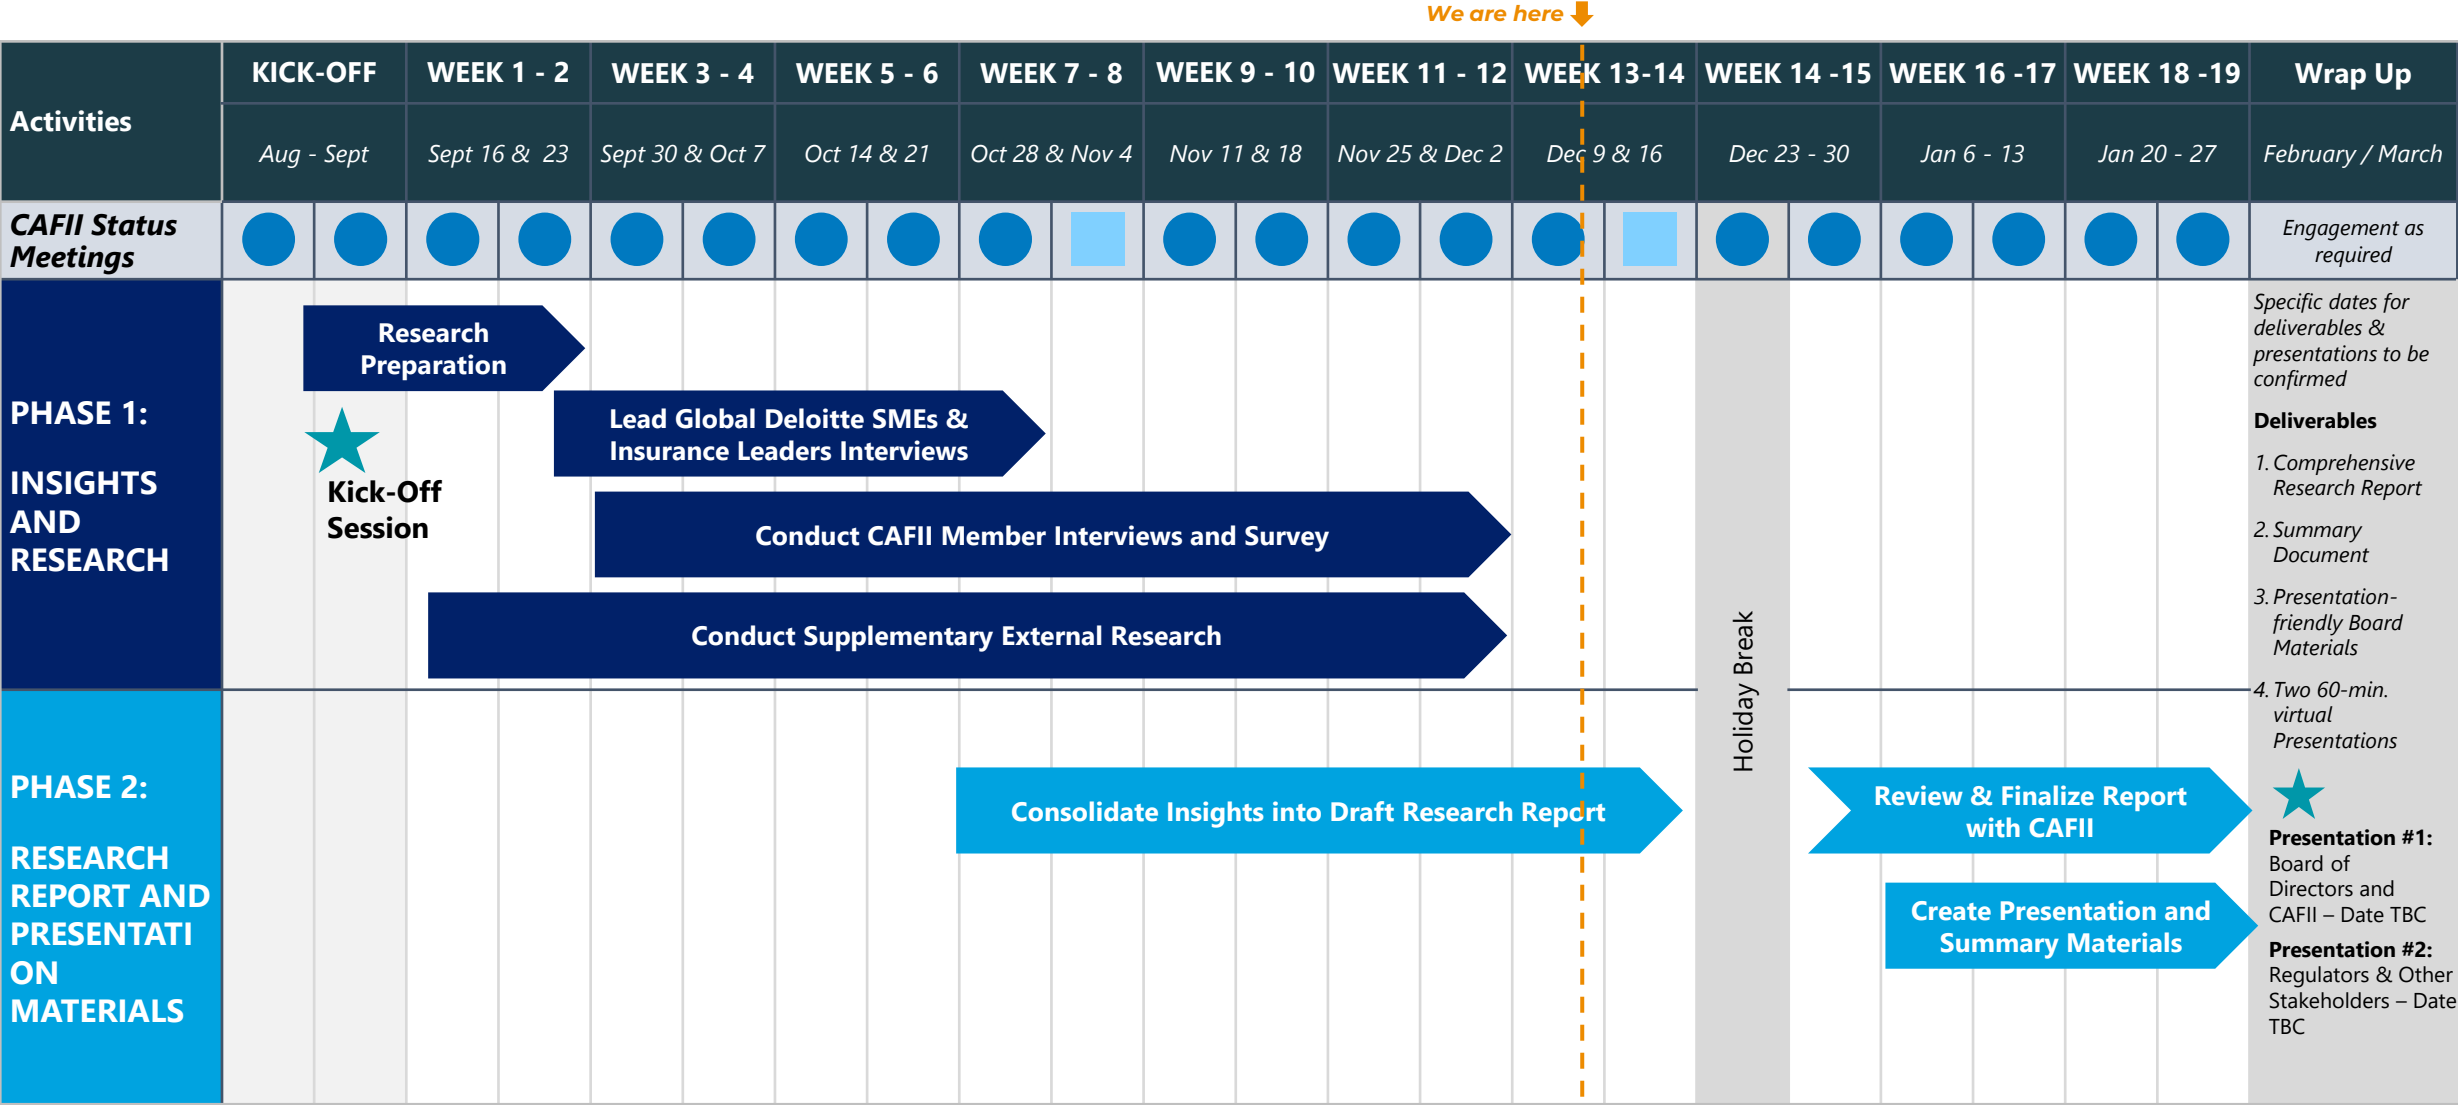 We are here
Activities
KICK-OFF
WEEK 1 - 2
WEEK 3 - 4
WEEK 5 - 6
WEEK 7 - 8
WEEK 9 - 10
WEEK 11 - 12
WEEK 13-14
WEEK 14 -15
WEEK 16 -17
WEEK 18 -19
Wrap Up
Aug - Sept
Sept 16 & 23
Sept 30 & Oct 7
Oct 14 & 21
Oct 28 & Nov 4
Nov 11 & 18
Nov 25 & Dec 2
Dec 9 & 16
Dec 23 - 30
Jan 6 - 13
Jan 20 - 27
February / March
CAFII Status
Meetings
Engagement as
required
PHASE 1:
INSIGHTS
AND
RESEARCH
Research
Preparation
Kick-Off
Session
Lead Global Deloitte SMEs &
Insurance Leaders Interviews
Conduct CAFII Member Interviews and Survey
Conduct Supplementary External Research
Holiday Break
Specific dates for
deliverables &
presentations to be
confirmed
Deliverables
1. Comprehensive
Research Report
2. Summary
Document
3. Presentation-
friendly Board
Materials
4. Two 60-min.
virtual
Presentations
PHASE 2:
RESEARCH
REPORT AND
PRESENTATI
ON
MATERIALS
Consolidate Insights into Draft Research Report
Review & Finalize Report
with CAFII
Create Presentation and
Summary Materials
Presentation #1:
Board of
Directors and
CAFII – Date TBC
Presentation #2:
Regulators & Other
Stakeholders – Date
TBC